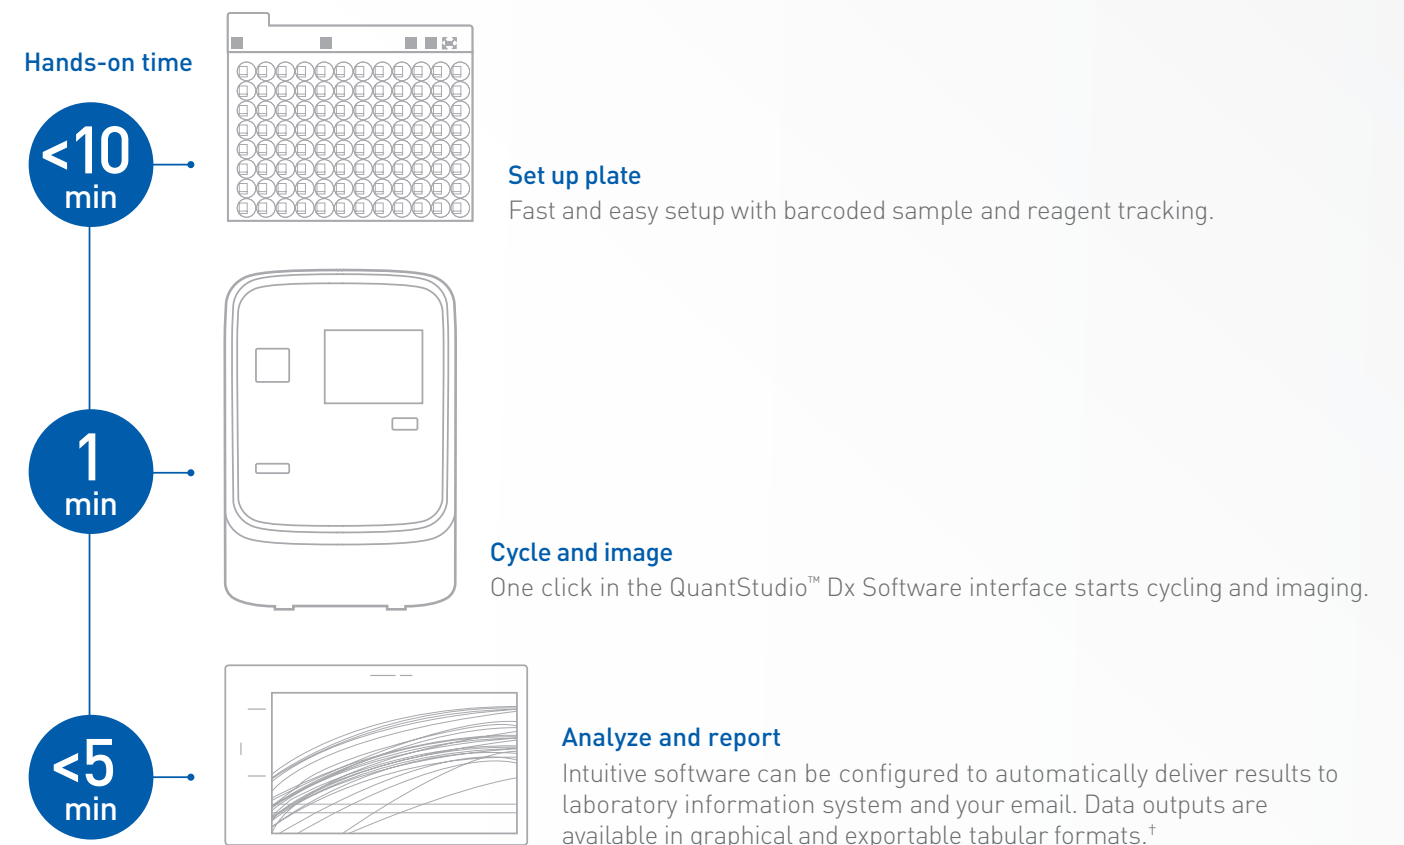 Hands-on time
<10
min
Set up plate
Fast and easy setup with barcoded sample and reagent tracking.
1
min
Cycle and image
One click in the QuantStudio™ Dx Software interface starts cycling and imaging.
<5
min
Analyze and report
Intuitive software can be configured to automatically deliver results to
laboratory information system and your email. Data outputs are
available in graphical and exportable tabular formats.†